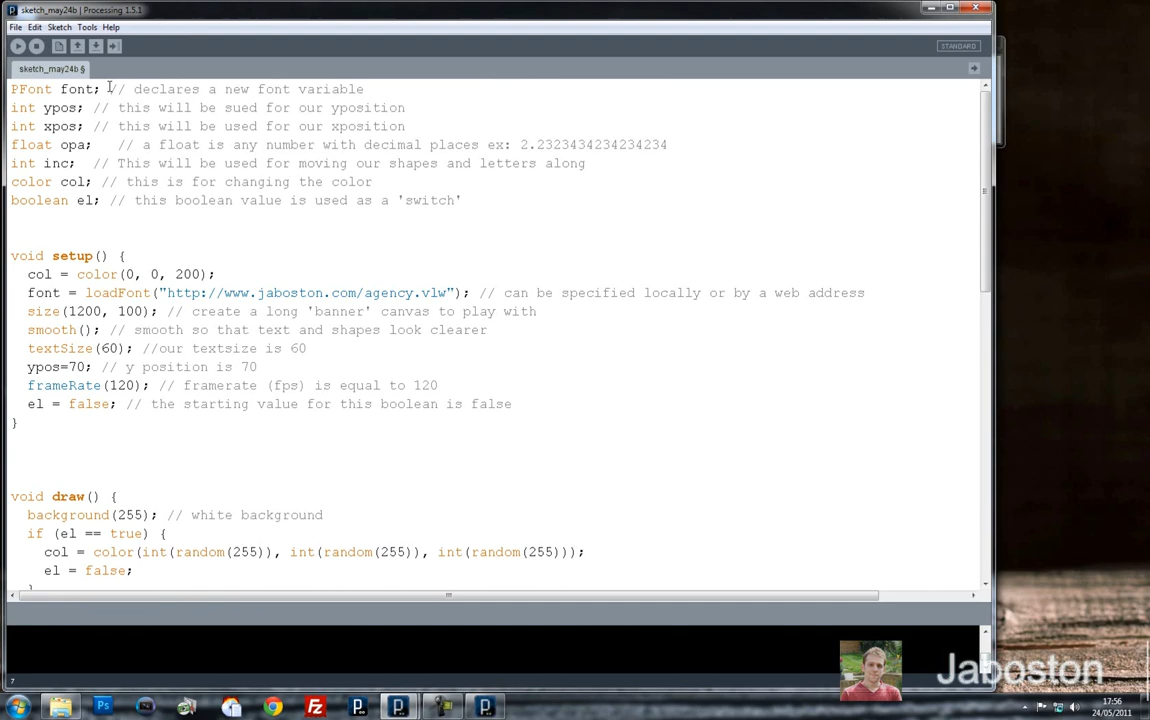 sketch_may24b | Processing 1.5.1
File Edit Sketch Tools Help
STANDARD
sketch_may24b §
PFont font; // declares a new font variable
int ypos; // this will be sued for our yposition
int xpos; // this will be used for our xposition
float opa;   // a float is any number with decimal places ex: 2.2323434234234234
int inc;  // This will be used for moving our shapes and letters along
color col; // this is for changing the color
boolean el; // this boolean value is used as a 'switch'
void setup() {
  col = color(0, 0, 200);
  font = loadFont("http://www.jaboston.com/agency.vlw"); // can be specified locally or by a web address
  size(1200, 100); // create a long 'banner' canvas to play with
  smooth(); // smooth so that text and shapes look clearer
  textSize(60); //our textsize is 60
  ypos=70; // y position is 70
  frameRate(120); // framerate (fps) is equal to 120
  el = false; // the starting value for this boolean is false
}
void draw() {
  background(255); // white background
  if (el == true) {
    col = color(int(random(255)), int(random(255)), int(random(255)));
    el = false;
  }
Jaboston
7
Ps
Fz
17:56
24/05/2011